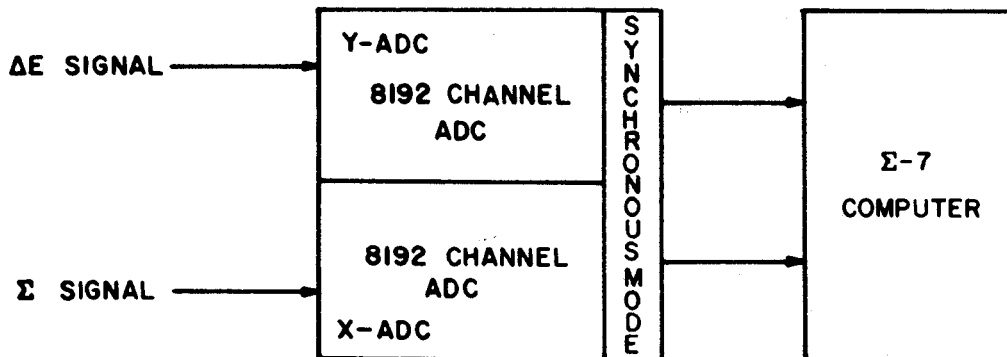 ΔE SIGNAL
Y-ADC
8192 CHANNEL
ADC
SYNCHRONOUS MODE
Σ-7
COMPUTER
Σ SIGNAL
8192 CHANNEL
ADC
X-ADC